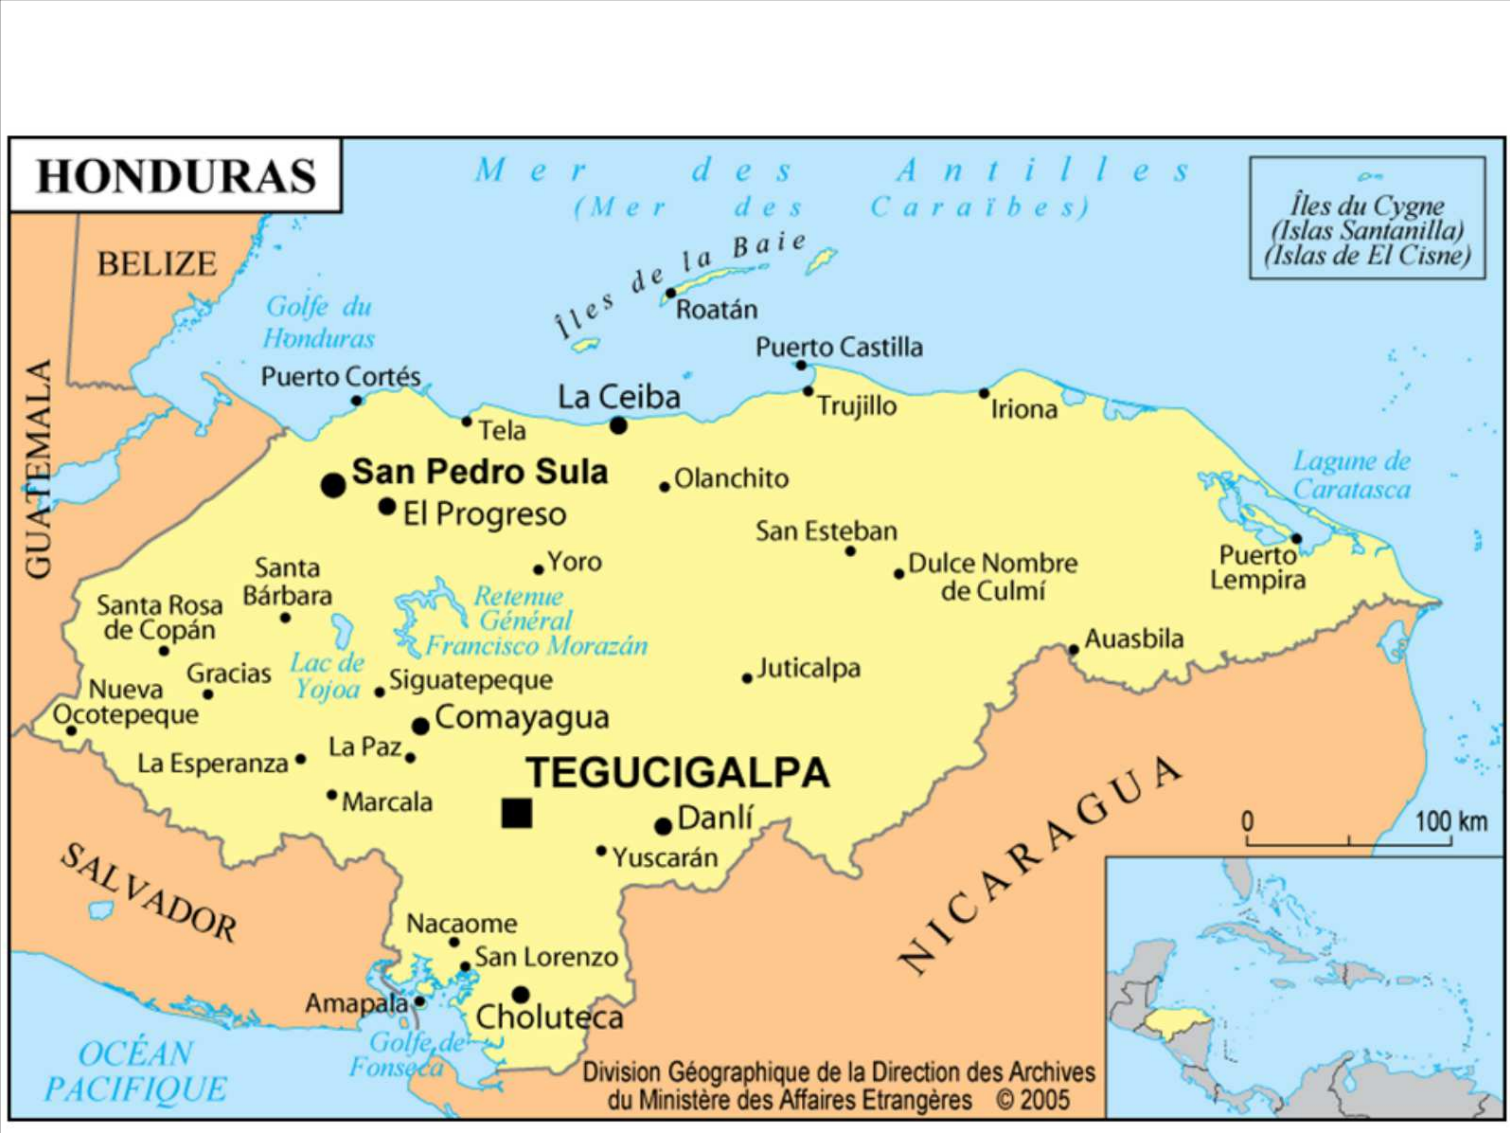 HONDURAS
Mer des Antilles
(Mer des Caraïbes)
Îles du Cygne
(Islas Santanilla)
(Islas de El Cisne)
BELIZE
Îles de la Baie
Golfe du
Honduras
Roatán
Puerto Castilla
Puerto Cortés
La Ceiba
Trujillo
Iriona
Tela
GUATEMALA
San Pedro Sula
Olanchito
Lagune de
Caratasca
El Progreso
San Esteban
Yoro
Dulce Nombre
de Culmí
Puerto
Lempira
Santa
Bárbara
Retenue
Général
Francisco Morazán
Santa Rosa
de Copán
Auasbila
Lac de
Yojoa
Gracias
Siguatepeque
Juticalpa
Nueva
Ocotepeque
Comayagua
La Paz
La Esperanza
TEGUCIGALPA
Marcala
Danlí
Yuscarán
0 100 km
NICARAGUA
SALVADOR
Nacaome
San Lorenzo
Amapala
Choluteca
Golfe de
Fonseca
OCÉAN
PACIFIQUE
Division Géographique de la Direction des Archives
du Ministère des Affaires Etrangères © 2005